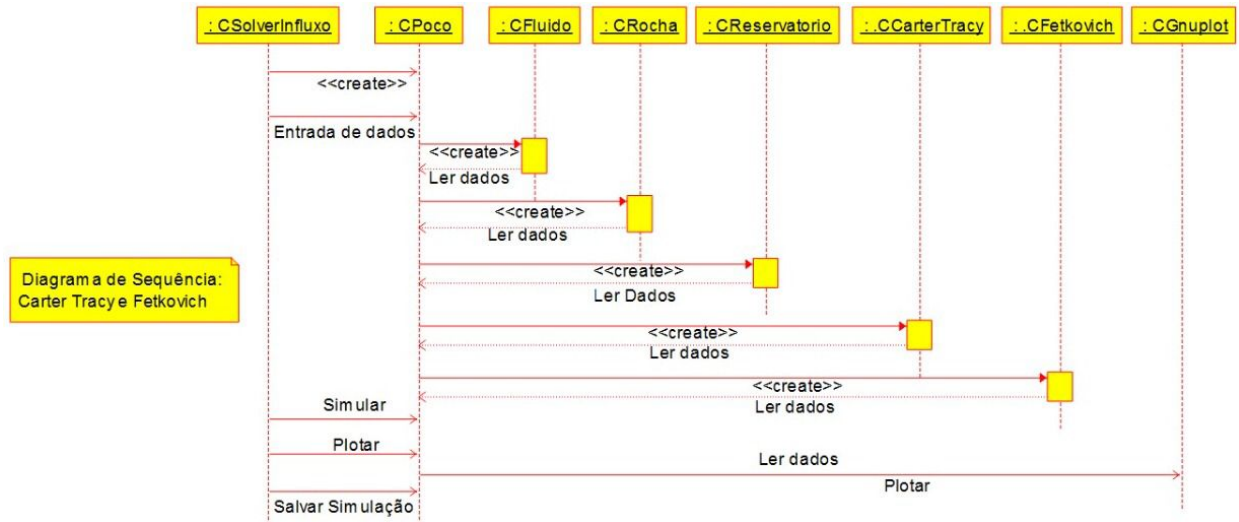 : CSolverInfluxo
: CPoco
: CFluido
: CRocha
: CReservatorio
: .CCarterTracy
: .CFetkovich
: CGnuplot
<<create>>
Entrada de dados
<<create>>
Ler dados
<<create>>
Ler dados
<<create>>
Ler Dados
Diagrama de Sequência:
Carter Tracy e Fetkovich
<<create>>
Ler dados
<<create>>
Ler dados
Simular
Plotar
Ler dados
Plotar
Salvar Simulação